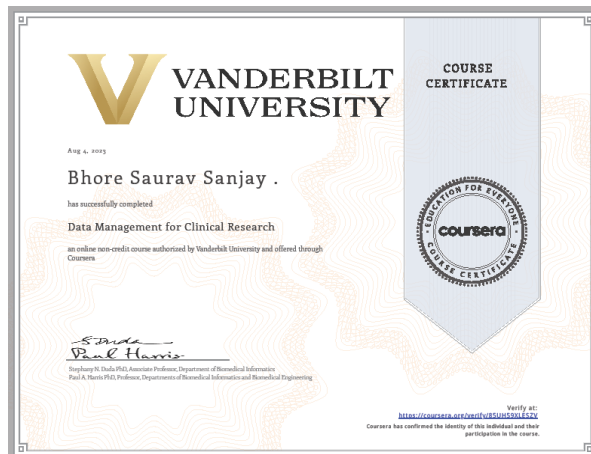 VANDERBILT
UNIVERSITY
COURSE
CERTIFICATE
Aug 4, 2023
Bhore Saurav Sanjay .
has successfully completed
Data Management for Clinical Research
an online non-credit course authorized by Vanderbilt University and offered through
Coursera
EDUCATION FOR EVERYONE
coursera
COURSE CERTIFICATE
S Duda
Paul Harris
Stephany N. Duda PhD, Associate Professor, Department of Biomedical Informatics
Paul A. Harris PhD, Professor, Departments of Biomedical Informatics and Biomedical Engineering
Verify at:
https://coursera.org/verify/85UH59XLESZV
Coursera has confirmed the identity of this individual and their
participation in the course.